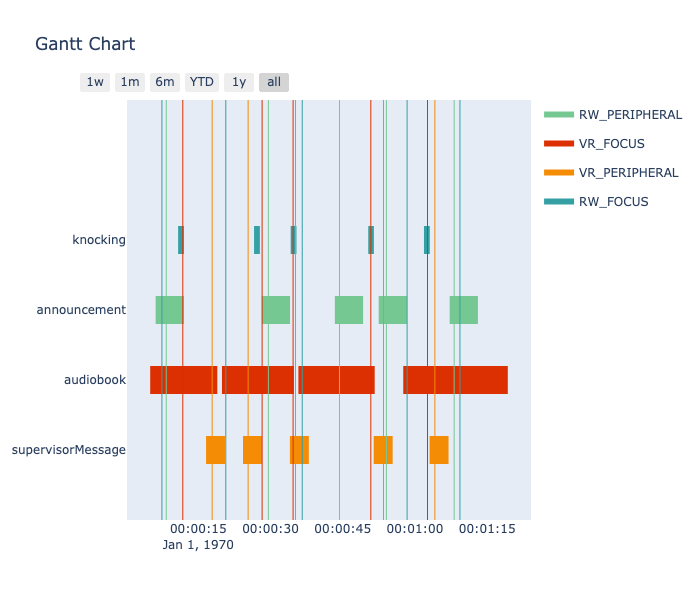 Gantt Chart
1w 1m 6m YTD 1y all
RW_PERIPHERAL
VR_FOCUS
VR_PERIPHERAL
RW_FOCUS
knocking
announcement
audiobook
supervisorMessage
00:00:15 00:00:30 00:00:45 00:01:00 00:01:15
Jan 1, 1970